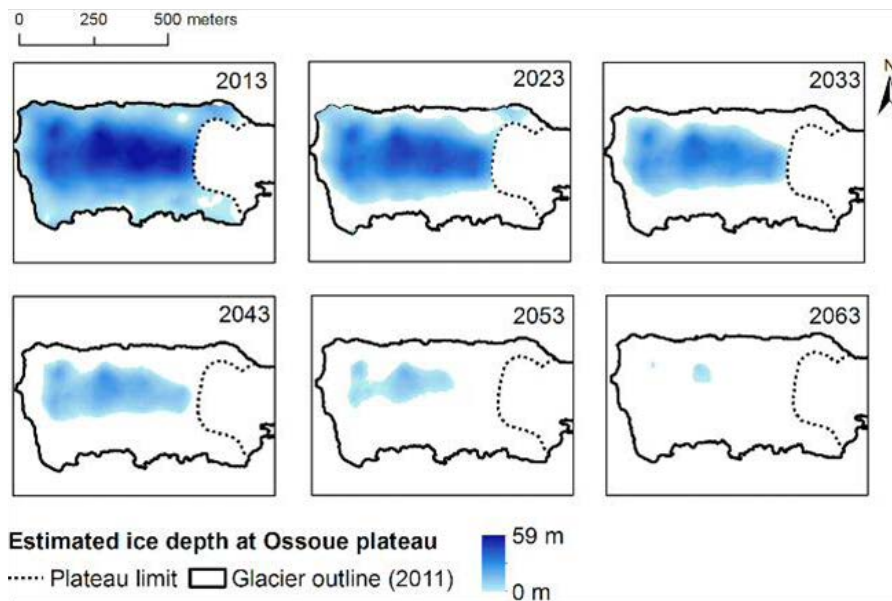 0 250 500 meters
N
2013 2023 2033
2043 2053 2063
Estimated ice depth at Ossoue plateau
59 m
0 m
Plateau limit Glacier outline (2011)